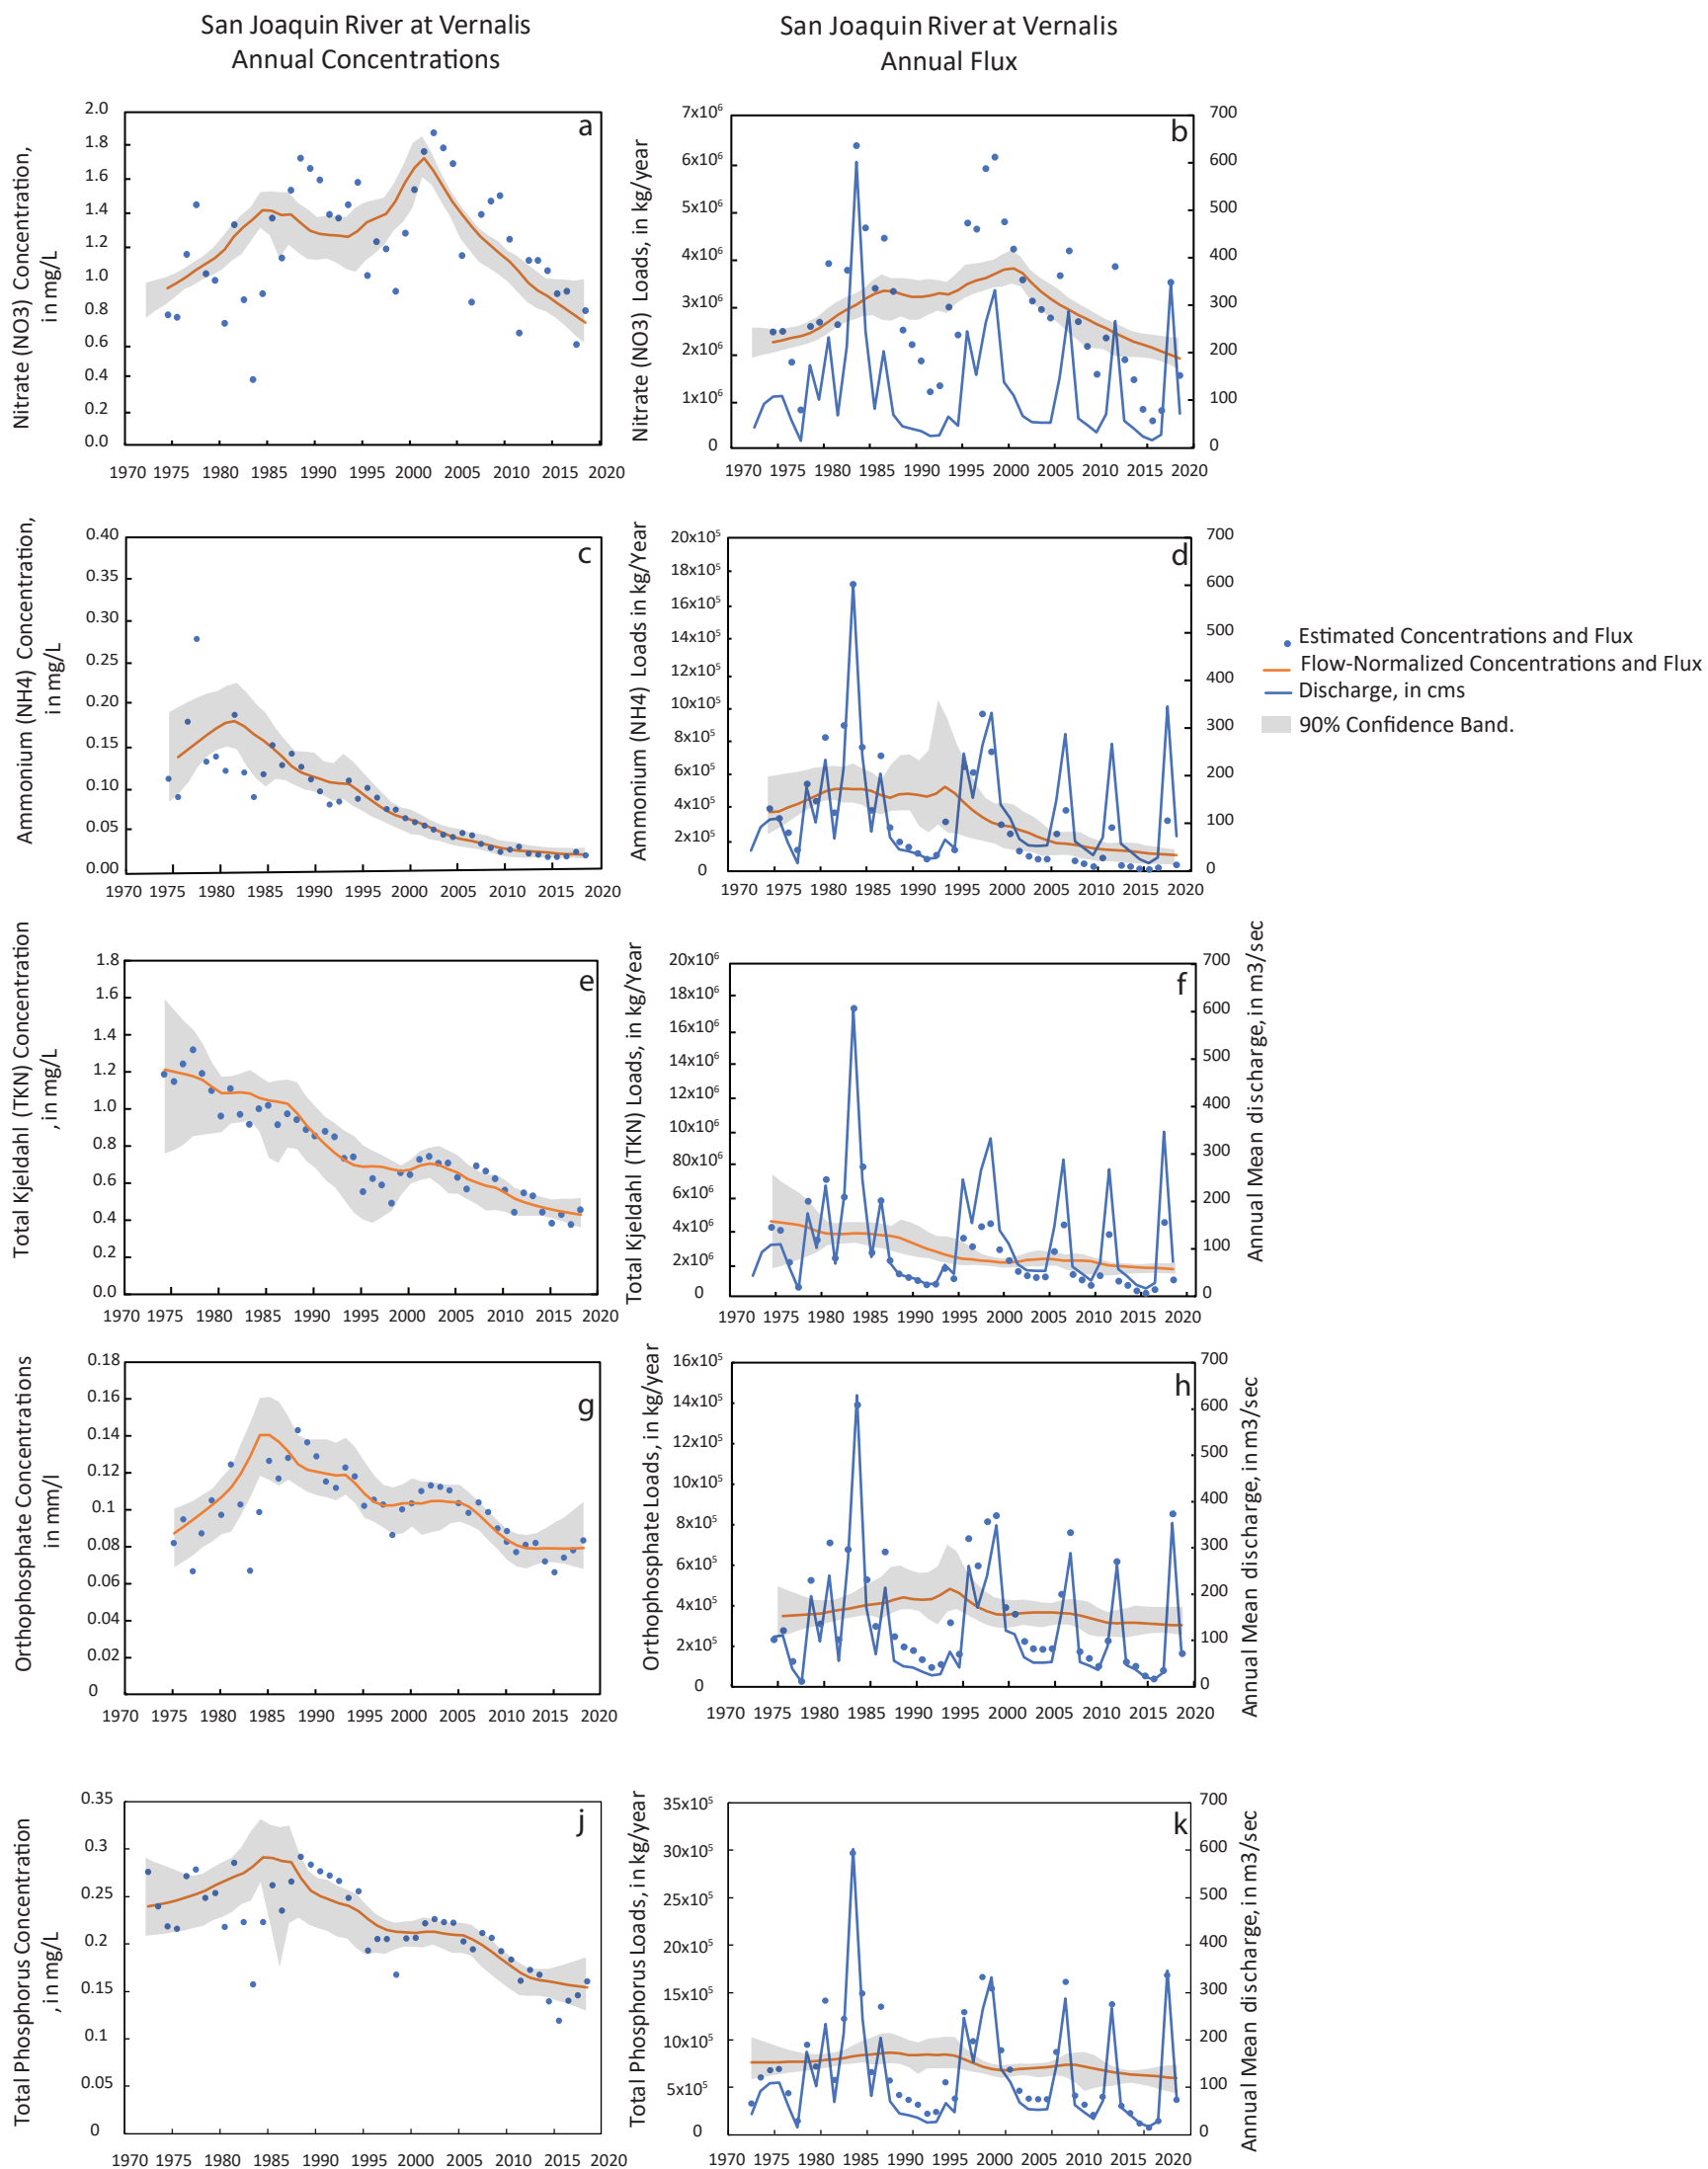 San Joaquin River at Vernalis
Annual Concentrations
San Joaquin River at Vernalis
Annual Flux
Nitrate (NO3) Concentration,
in mg/L
2.0
1.8
1.6
1.4
1.2
1.0
0.8
0.6
0.4
0.2
0.0
a
1970 1975 1980 1985 1990 1995 2000 2005 2010 2015 2020
Nitrate (NO3) Loads, in kg/year
7x10⁶
6x10⁶
5x10⁶
4x10⁶
3x10⁶
2x10⁶
1x10⁶
0
b
700
600
500
400
300
200
100
0
1970 1975 1980 1985 1990 1995 2000 2005 2010 2015 2020
Ammonium (NH4) Concentration,
in mg/L
0.40
0.35
0.30
0.25
0.20
0.15
0.10
0.05
0.00
c
1970 1975 1980 1985 1990 1995 2000 2005 2010 2015 2020
Ammonium (NH4) Loads in kg/Year
20x10⁵
18x10⁵
16x10⁵
14x10⁵
12x10⁵
10x10⁵
8x10⁵
6x10⁵
4x10⁵
2x10⁵
0
d
700
600
500
400
300
200
100
0
1970 1975 1980 1985 1990 1995 2000 2005 2010 2015 2020
Estimated Concentrations and Flux
Flow-Normalized Concentrations and Flux
Discharge, in cms
90% Confidence Band.
Total Kjeldahl (TKN) Concentration
, in mg/L
1.8
1.6
1.4
1.2
1.0
0.8
0.6
0.4
0.2
0.0
e
1970 1975 1980 1985 1990 1995 2000 2005 2010 2015 2020
Total Kjeldahl (TKN) Loads, in kg/Year
20x10⁶
18x10⁶
16x10⁶
14x10⁶
12x10⁶
10x10⁶
80x10⁶
6x10⁶
4x10⁶
2x10⁶
0
f
700
600
500
400
300
200
100
0
Annual Mean discharge, in m3/sec
1970 1975 1980 1985 1990 1995 2000 2005 2010 2015 2020
Orthophosphate Concentrations
in mm/l
0.18
0.16
0.14
0.12
0.1
0.08
0.06
0.04
0.02
0
g
1970 1975 1980 1985 1990 1995 2000 2005 2010 2015 2020
Orthophosphate Loads, in kg/year
16x10⁵
14x10⁵
12x10⁵
10x10⁵
8x10⁵
6x10⁵
4x10⁵
2x10⁵
0
h
700
600
500
400
300
200
100
0
Annual Mean discharge, in m3/sec
1970 1975 1980 1985 1990 1995 2000 2005 2010 2015 2020
Total Phosphorus Concentration
, in mg/L
0.35
0.3
0.25
0.2
0.15
0.1
0.05
0
j
1970 1975 1980 1985 1990 1995 2000 2005 2010 2015 2020
Total Phosphorus Loads, in kg/year
35x10⁵
30x10⁵
25x10⁵
20x10⁵
15x10⁵
10x10⁵
5x10⁵
0
k
700
600
500
400
300
200
100
0
Annual Mean discharge, in m3/sec
1970 1975 1980 1985 1990 1995 2000 2005 2010 2015 2020